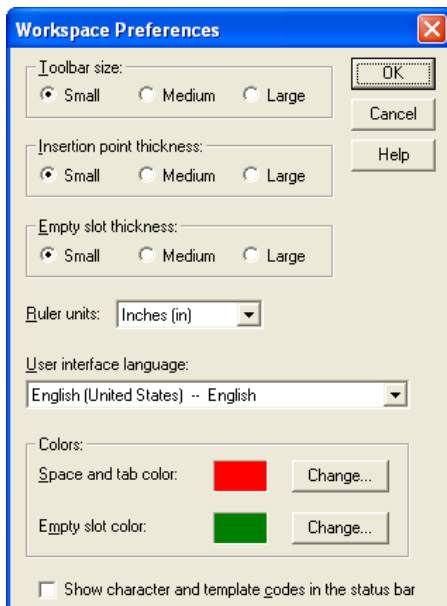 Workspace Preferences
Toolbar size:
Small Medium Large
OK
Cancel
Help
Insertion point thickness:
Small Medium Large
Empty slot thickness:
Small Medium Large
Ruler units: Inches (in)
User interface language:
English (United States) -- English
Colors:
Space and tab color: Change...
Empty slot color: Change...
Show character and template codes in the status bar